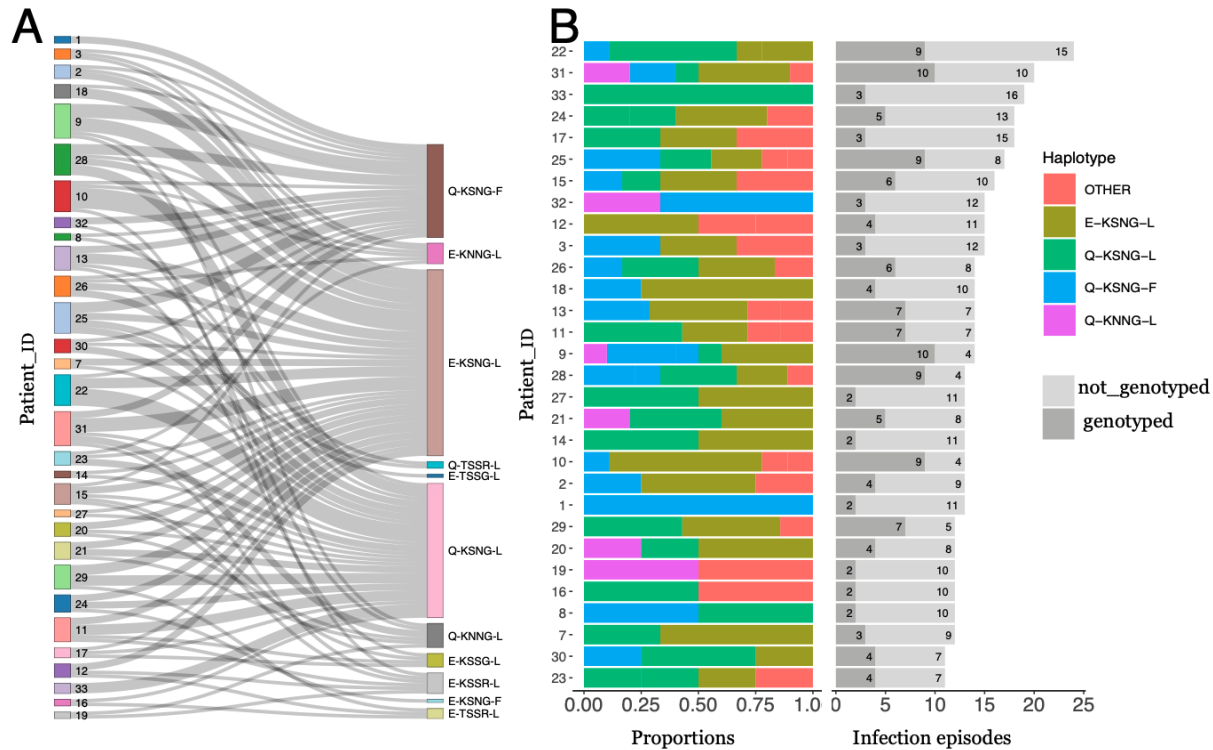 A
Patient_ID
1
3
2
18
9
28
10
32
8
13
26
25
30
7
22
31
23
14
15
27
20
21
29
24
11
17
12
33
16
19
Q-KSNG-F
E-KNNG-L
E-KSNG-L
Q-TSSR-L
E-TSSG-L
Q-KSNG-L
Q-KNNG-L
E-KSSG-L
E-KSSR-L
E-KSNG-F
E-TSSR-L
B
Patient_ID
22 9 15
31 10 10
33 3 16
24 5 13
17 3 15
25 9 8
15 6 10
32 3 12
12 4 11
3 3 12
26 6 8
18 4 10
13 7 7
11 7 7
9 10 4
28 9 4
27 2 11
21 5 8
14 2 11
10 9 4
2 4 9
1 2 11
29 7 5
20 4 8
19 2 10
16 2 10
8 2 10
7 3 9
30 4 7
23 4 7
0.00 0.25 0.50 0.75 1.0 0 5 10 15 20 25
Proportions Infection episodes
Haplotype
OTHER
E-KSNG-L
Q-KSNG-L
Q-KSNG-F
Q-KNNG-L
not_genotyped
genotyped